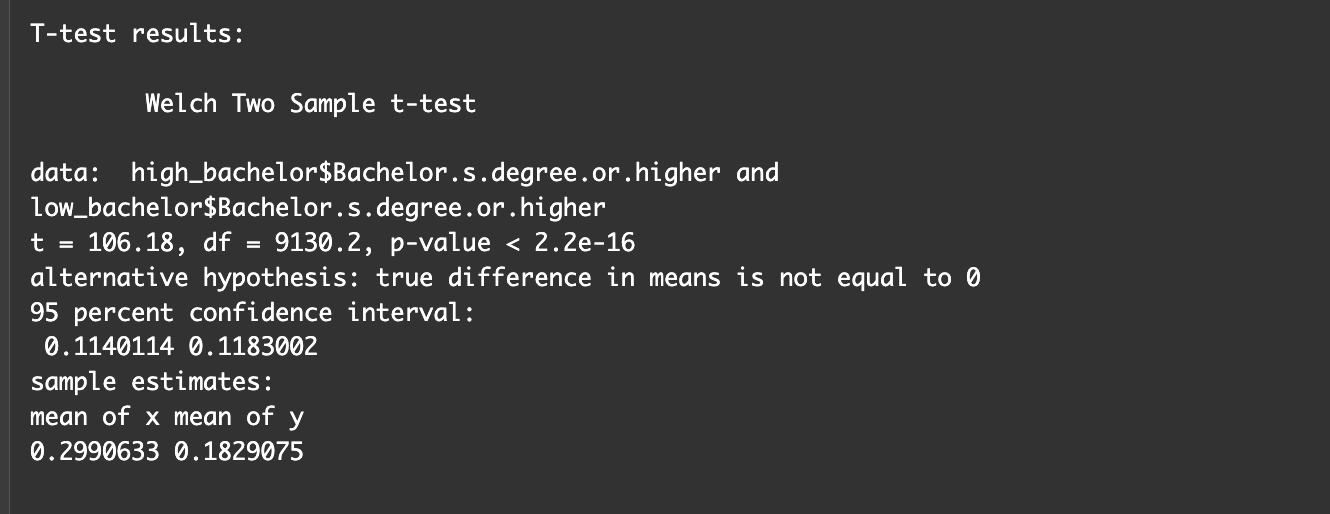 T-test results:
Welch Two Sample t-test
data:  high_bachelor$Bachelor.s.degree.or.higher and
low_bachelor$Bachelor.s.degree.or.higher
t = 106.18, df = 9130.2, p-value < 2.2e-16
alternative hypothesis: true difference in means is not equal to 0
95 percent confidence interval:
0.1140114 0.1183002
sample estimates:
mean of x mean of y
0.2990633 0.1829075